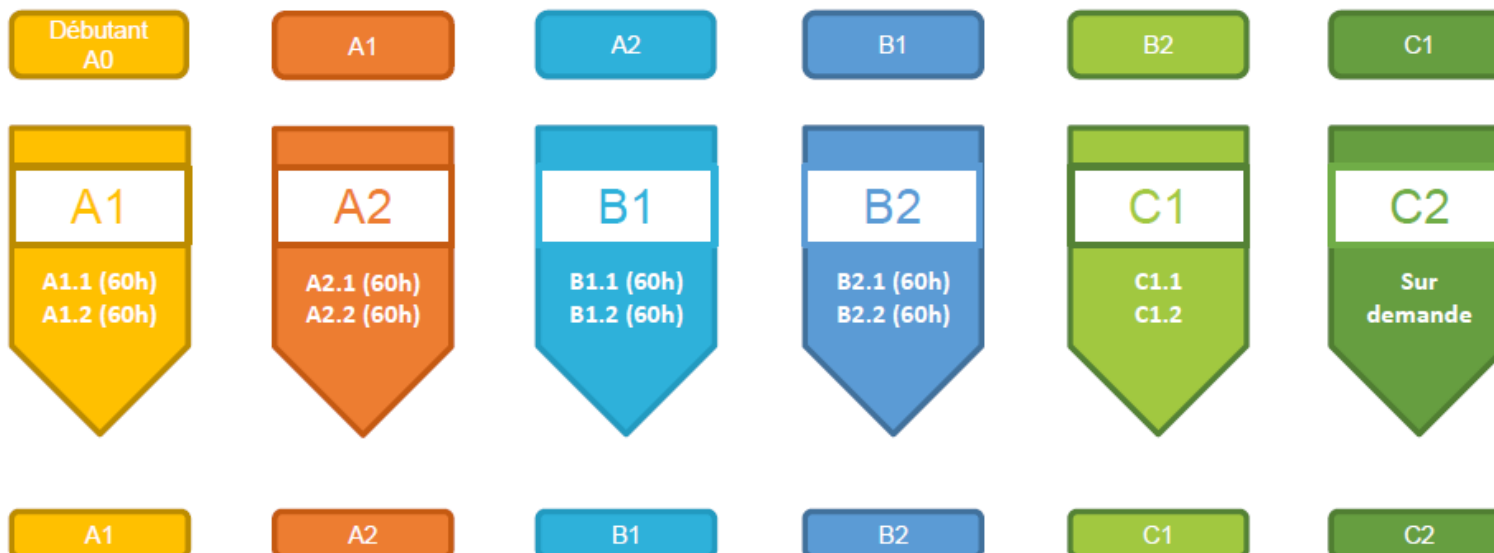 Débutant
A0
A1
A2
B1
B2
C1
A1
A2
B1
B2
C1
C2
A1.1 (60h)
A1.2 (60h)
A2.1 (60h)
A2.2 (60h)
B1.1 (60h)
B1.2 (60h)
B2.1 (60h)
B2.2 (60h)
C1.1
C1.2
Sur
demande
A1
A2
B1
B2
C1
C2